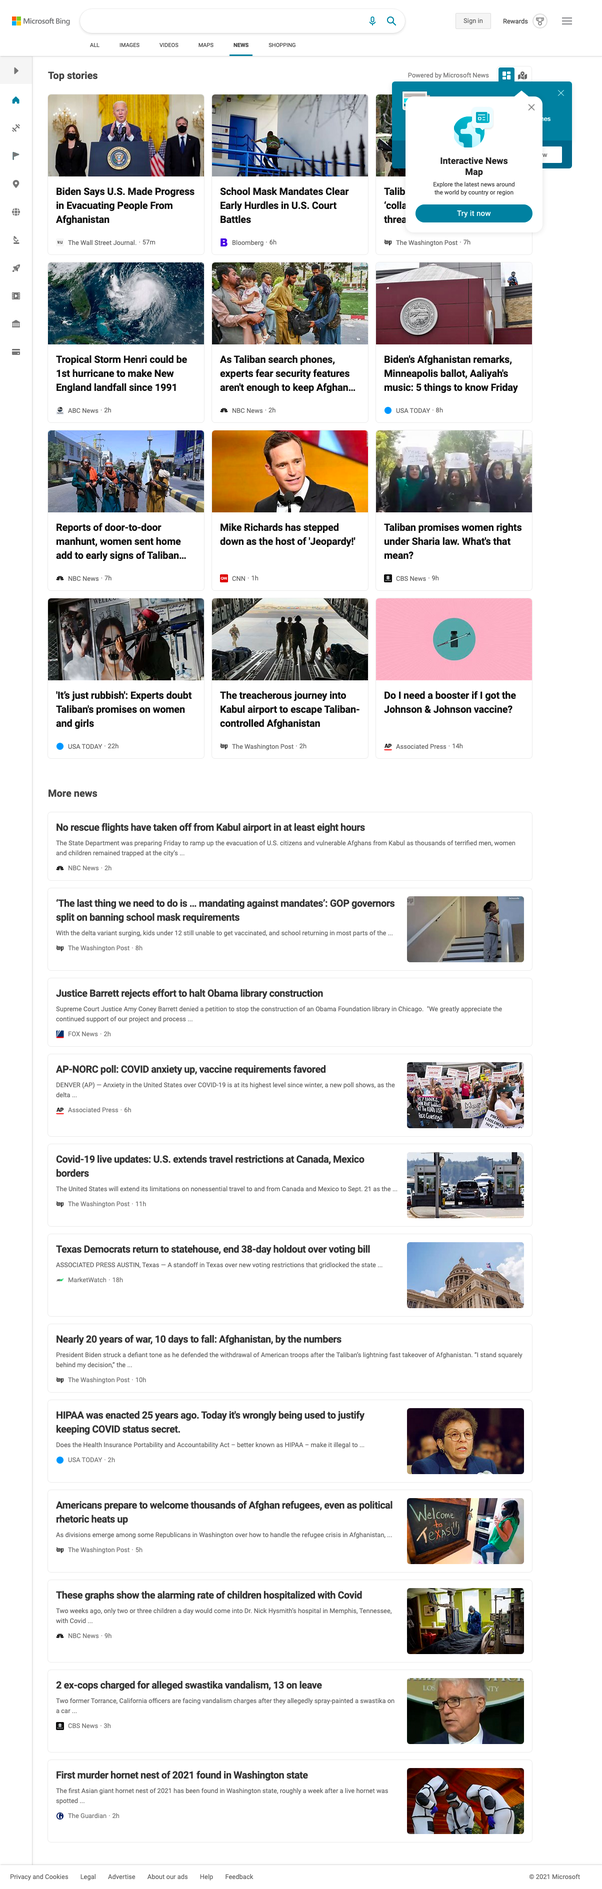 Microsoft Bing
Sign in
Rewards
ALL
IMAGES
VIDEOS
MAPS
NEWS
SHOPPING
Top stories
Powered by Microsoft News
Interactive News
Map
Explore the latest news around
the world by country or region
Try it now
Biden Says U.S. Made Progress
in Evacuating People From
Afghanistan
The Wall Street Journal. · 57m
School Mask Mandates Clear
Early Hurdles in U.S. Court
Battles
Bloomberg · 6h
Talib
'colla
threa
The Washington Post · 7h
Tropical Storm Henri could be
1st hurricane to make New
England landfall since 1991
ABC News · 2h
As Taliban search phones,
experts fear security features
aren't enough to keep Afghan...
NBC News · 2h
Biden's Afghanistan remarks,
Minneapolis ballot, Aaliyah's
music: 5 things to know Friday
USA TODAY · 8h
Reports of door-to-door
manhunt, women sent home
add to early signs of Taliban...
NBC News · 7h
Mike Richards has stepped
down as the host of 'Jeopardy!'
CNN · 1h
Taliban promises women rights
under Sharia law. What's that
mean?
CBS News · 9h
'It's just rubbish': Experts doubt
Taliban's promises on women
and girls
USA TODAY · 22h
The treacherous journey into
Kabul airport to escape Taliban-
controlled Afghanistan
The Washington Post · 2h
Do I need a booster if I got the
Johnson & Johnson vaccine?
Associated Press · 14h
More news
No rescue flights have taken off from Kabul airport in at least eight hours
The State Department was preparing Friday to ramp up the evacuation of U.S. citizens and vulnerable Afghans from Kabul as thousands of terrified men, women
and children remained trapped at the city's ...
NBC News · 2h
'The last thing we need to do is ... mandating against mandates': GOP governors
split on banning school mask requirements
With the delta variant surging, kids under 12 still unable to get vaccinated, and school returning in most parts of the ...
The Washington Post · 8h
Justice Barrett rejects effort to halt Obama library construction
Supreme Court Justice Amy Coney Barrett denied a petition to stop the construction of an Obama Foundation library in Chicago. "We greatly appreciate the
continued support of our project and process ...
FOX News · 2h
AP-NORC poll: COVID anxiety up, vaccine requirements favored
DENVER (AP) — Anxiety in the United States over COVID-19 is at its highest level since winter, a new poll shows, as the
delta ...
Associated Press · 6h
Covid-19 live updates: U.S. extends travel restrictions at Canada, Mexico
borders
The United States will extend its limitations on nonessential travel to and from Canada and Mexico to Sept. 21 as the ...
The Washington Post · 11h
Texas Democrats return to statehouse, end 38-day holdout over voting bill
ASSOCIATED PRESS AUSTIN, Texas — A standoff in Texas over new voting restrictions that gridlocked the state ...
MarketWatch · 18h
Nearly 20 years of war, 10 days to fall: Afghanistan, by the numbers
President Biden struck a defiant tone as he defended the withdrawal of American troops after the Taliban's lightning fast takeover of Afghanistan. "I stand squarely
behind my decision," the ...
The Washington Post · 10h
HIPAA was enacted 25 years ago. Today it's wrongly being used to justify
keeping COVID status secret.
Does the Health Insurance Portability and Accountability Act – better known as HIPAA – make it illegal to ...
USA TODAY · 2h
Americans prepare to welcome thousands of Afghan refugees, even as political
rhetoric heats up
As divisions emerge among some Republicans in Washington over how to handle the refugee crisis in Afghanistan, ...
The Washington Post · 5h
Welcome
to
TEXAS
These graphs show the alarming rate of children hospitalized with Covid
Two weeks ago, only two or three children a day would come into Dr. Nick Hysmith's hospital in Memphis, Tennessee,
with Covid ...
NBC News · 9h
2 ex-cops charged for alleged swastika vandalism, 13 on leave
Two former Torrance, California officers are facing vandalism charges after they allegedly spray-painted a swastika on
a car ...
CBS News · 3h
First murder hornet nest of 2021 found in Washington state
The first Asian giant hornet nest of 2021 has been found in Washington state, roughly a week after a live hornet was
spotted ...
The Guardian · 2h
Privacy and Cookies
Legal
Advertise
About our ads
Help
Feedback
© 2021 Microsoft